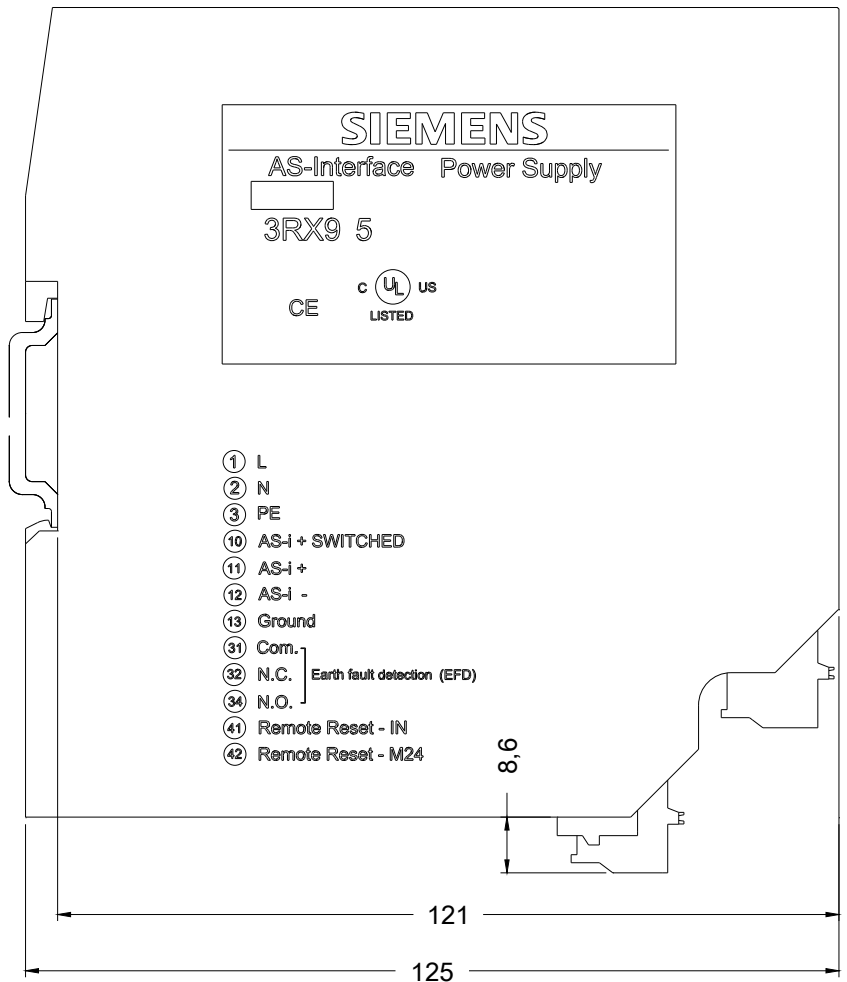 SIEMENS
AS-Interface Power Supply
3RX9 5
C UL US
LISTED
CE
1 L
2 N
3 PE
10 AS-i + SWITCHED
11 AS-i +
12 AS-i -
13 Ground
31 Com.
32 N.C. Earth fault detection (EFD)
34 N.O.
41 Remote Reset - IN
42 Remote Reset - M24
8,6
121
125